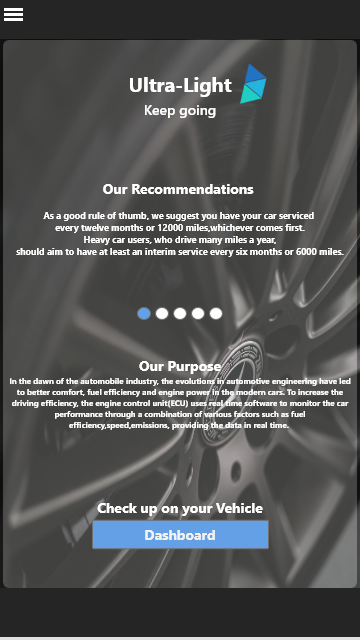 Ultra-Light
Keep going
Our Recommendations
As a good rule of thumb, we suggest you have your car serviced
every twelve months or 12000 miles,whichever comes first.
Heavy car users, who drive many miles a year,
should aim to have at least an interim service every six months or 6000 miles.
Our Purpose
In the dawn of the automobile industry, the evolutions in automotive engineering have led
to better comfort, fuel efficiency and engine power in the modern cars. To increase the
driving efficiency, the engine control unit(ECU) uses real time software to monitor the car
performance through a combination of various factors such as fuel
efficiency,speed,emissions, providing the data in real time.
Check up on your Vehicle
Dashboard